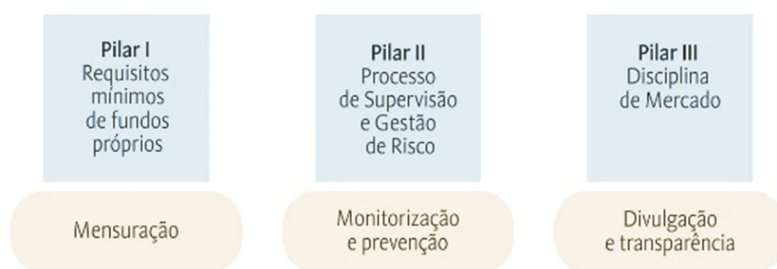 Pilar I
Requisitos
mínimos
de fundos
próprios
Mensuração
Pilar II
Processo
de Supervisão
e Gestão
de Risco
Monitorização
e prevenção
Pilar III
Disciplina
de Mercado
Divulgação
e transparência